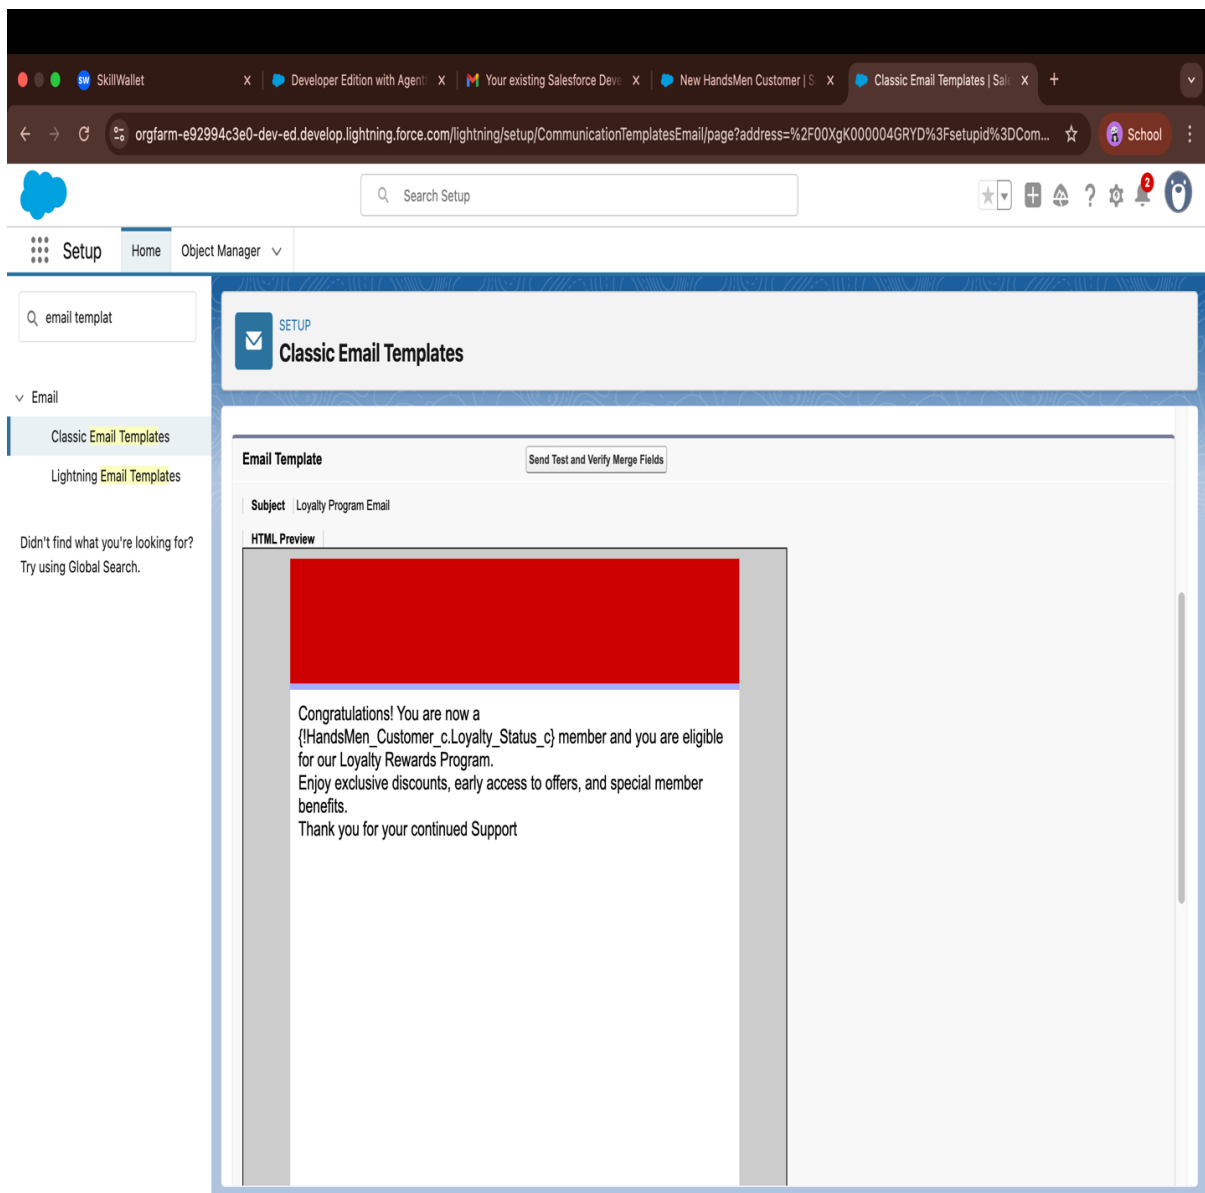 SW SkillWallet x Developer Edition with Agent x Your existing Salesforce Deve x New HandsMen Customer | S x Classic Email Templates | Sale x +
orgfarm-e92994c3e0-dev-ed.develop.lightning.force.com/lightning/setup/CommunicationTemplatesEmail/page?address=%2F00XgK000004GRYD%3Fsetupid%3DCom... School
Search Setup
2
Setup Home Object Manager
email templat
SETUP
Classic Email Templates
Email
Classic Email Templates
Lightning Email Templates
Didn't find what you're looking for?
Try using Global Search.
Email Template Send Test and Verify Merge Fields
Subject Loyalty Program Email
HTML Preview
Congratulations! You are now a
{!HandsMen_Customer_c.Loyalty_Status_c} member and you are eligible
for our Loyalty Rewards Program.
Enjoy exclusive discounts, early access to offers, and special member
benefits.
Thank you for your continued Support